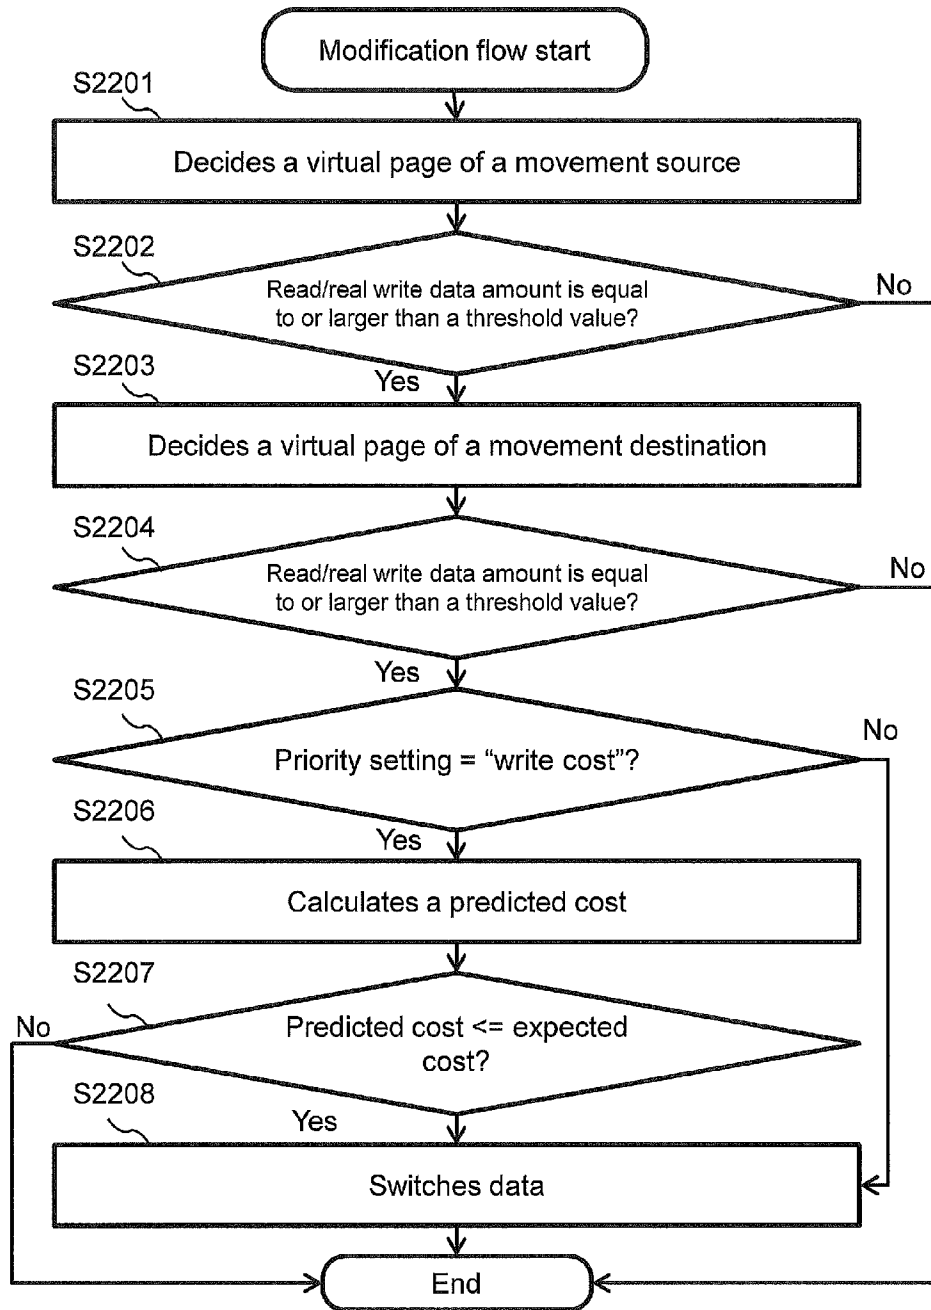 Modification flow start
S2201
Decides a virtual page of a movement source
S2202
No
Read/real write data amount is equal
to or larger than a threshold value?
S2203
Yes
Decides a virtual page of a movement destination
S2204
No
Read/real write data amount is equal
to or larger than a threshold value?
Yes
S2205
No
Priority setting = “write cost”?
S2206
Yes
Calculates a predicted cost
S2207
No
Predicted cost <= expected
cost?
S2208
Yes
Switches data
End